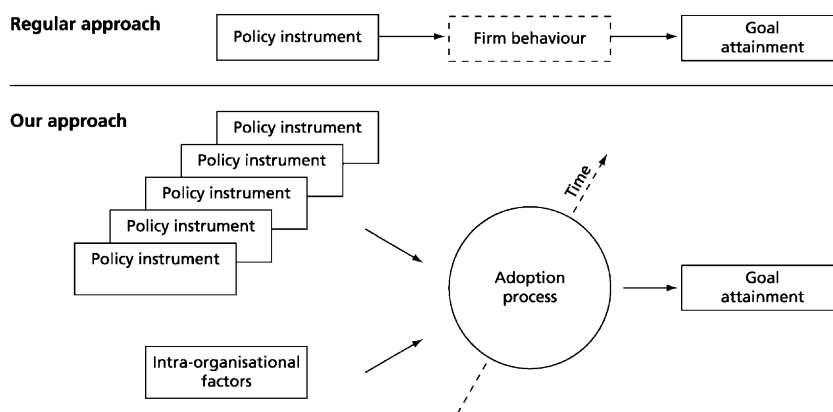 Regular approach
Policy instrument
Firm behaviour
Goal
attainment
Our approach
Policy instrument
Policy instrument
Policy instrument
Policy instrument
Policy instrument
Time
Adoption
process
Goal
attainment
Intra-organisational
factors